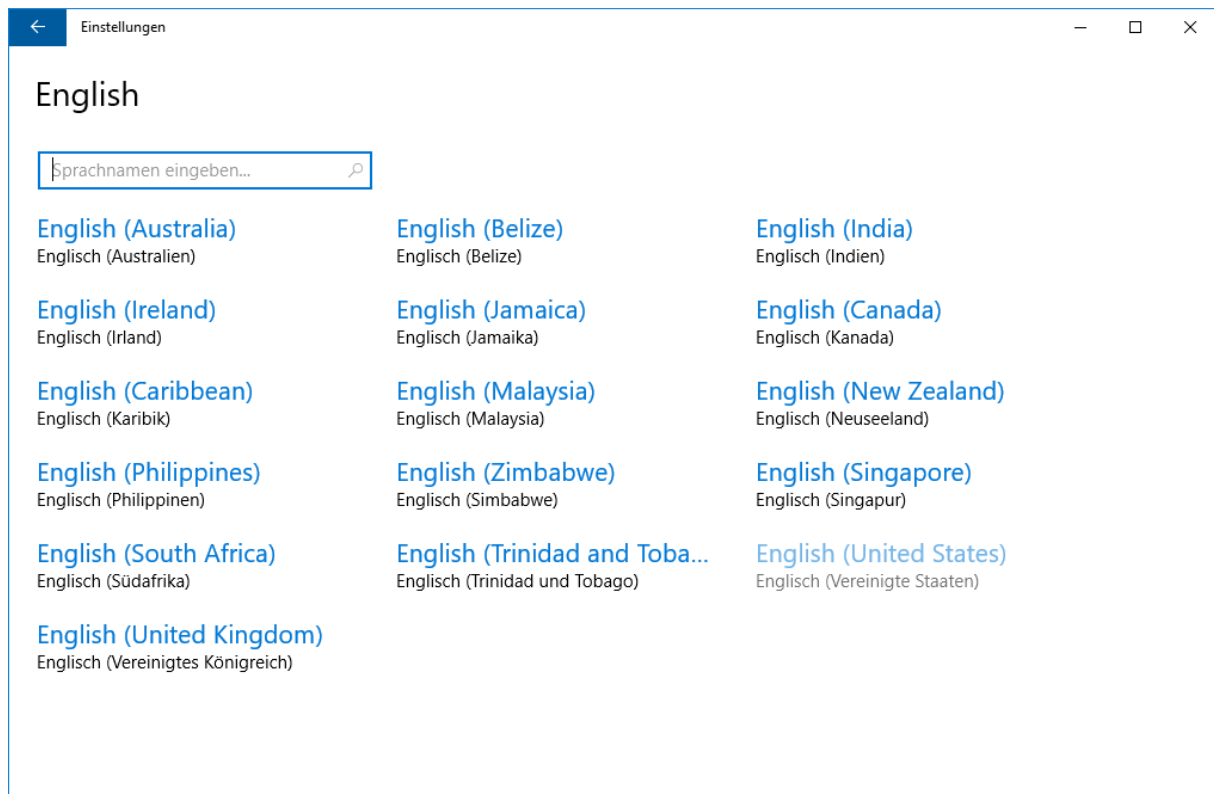 Einstellungen
English
Sprachnamen eingeben...
English (Australia)
Englisch (Australien)
English (Belize)
Englisch (Belize)
English (India)
Englisch (Indien)
English (Ireland)
Englisch (Irland)
English (Jamaica)
Englisch (Jamaika)
English (Canada)
Englisch (Kanada)
English (Caribbean)
Englisch (Karibik)
English (Malaysia)
Englisch (Malaysia)
English (New Zealand)
Englisch (Neuseeland)
English (Philippines)
Englisch (Philippinen)
English (Zimbabwe)
Englisch (Simbabwe)
English (Singapore)
Englisch (Singapur)
English (South Africa)
Englisch (Südafrika)
English (Trinidad and Toba...
Englisch (Trinidad und Tobago)
English (United States)
Englisch (Vereinigte Staaten)
English (United Kingdom)
Englisch (Vereinigtes Königreich)